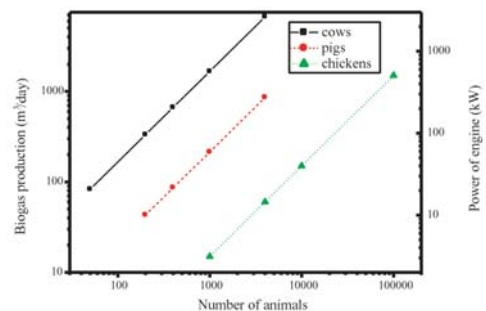 cows
pigs
chickens
Biogas production (m³/day)
1000
100
10
Power of engine (kW)
1000
100
10
100
1000
10000
100000
Number of animals